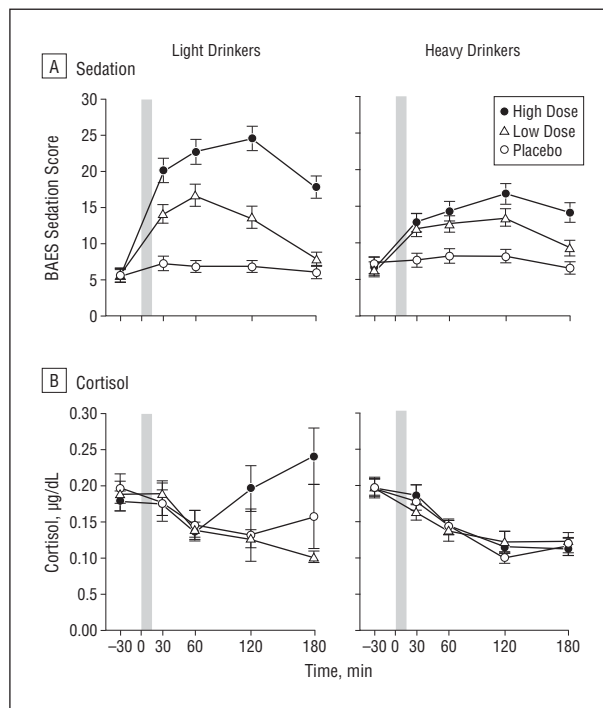 Light Drinkers
Heavy Drinkers
A Sedation
High Dose
Low Dose
Placebo
30
25
20
15
10
5
0
BAES Sedation Score
B Cortisol
0.30
0.25
0.20
0.15
0.10
0.05
0.00
Cortisol, μg/dL
–30 0 30 60 120 180
–30 0 30 60 120 180
Time, min